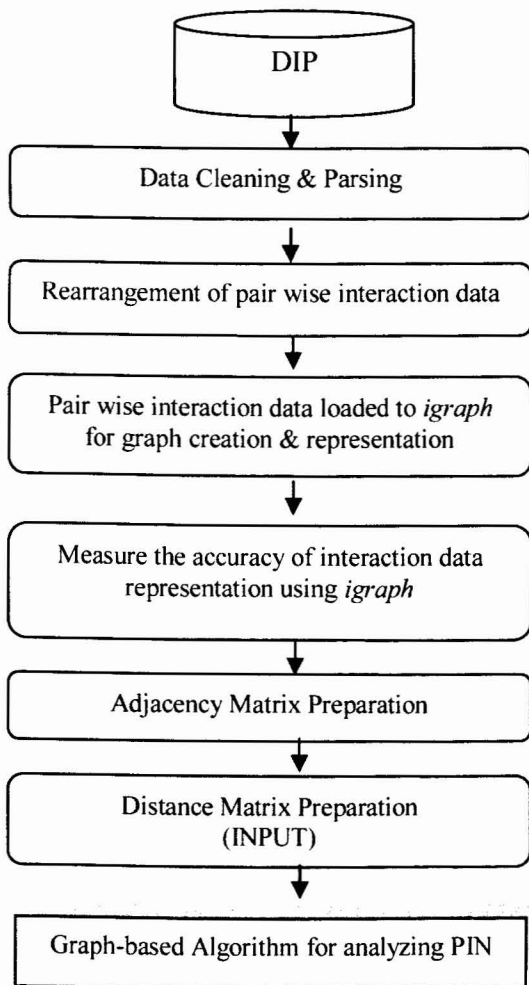 DIP
Data Cleaning & Parsing
Rearrangement of pair wise interaction data
Pair wise interaction data loaded to igraph
for graph creation & representation
Measure the accuracy of interaction data
representation using igraph
Adjacency Matrix Preparation
Distance Matrix Preparation
(INPUT)
Graph-based Algorithm for analyzing PIN